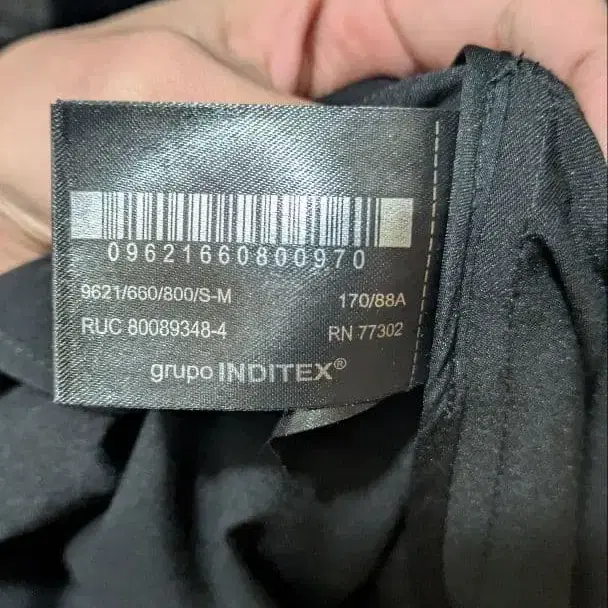 09621660800970
9621/660/800/S-M 170/88A
RUC 80089348-4 RN 77302
grupo INDITEX®